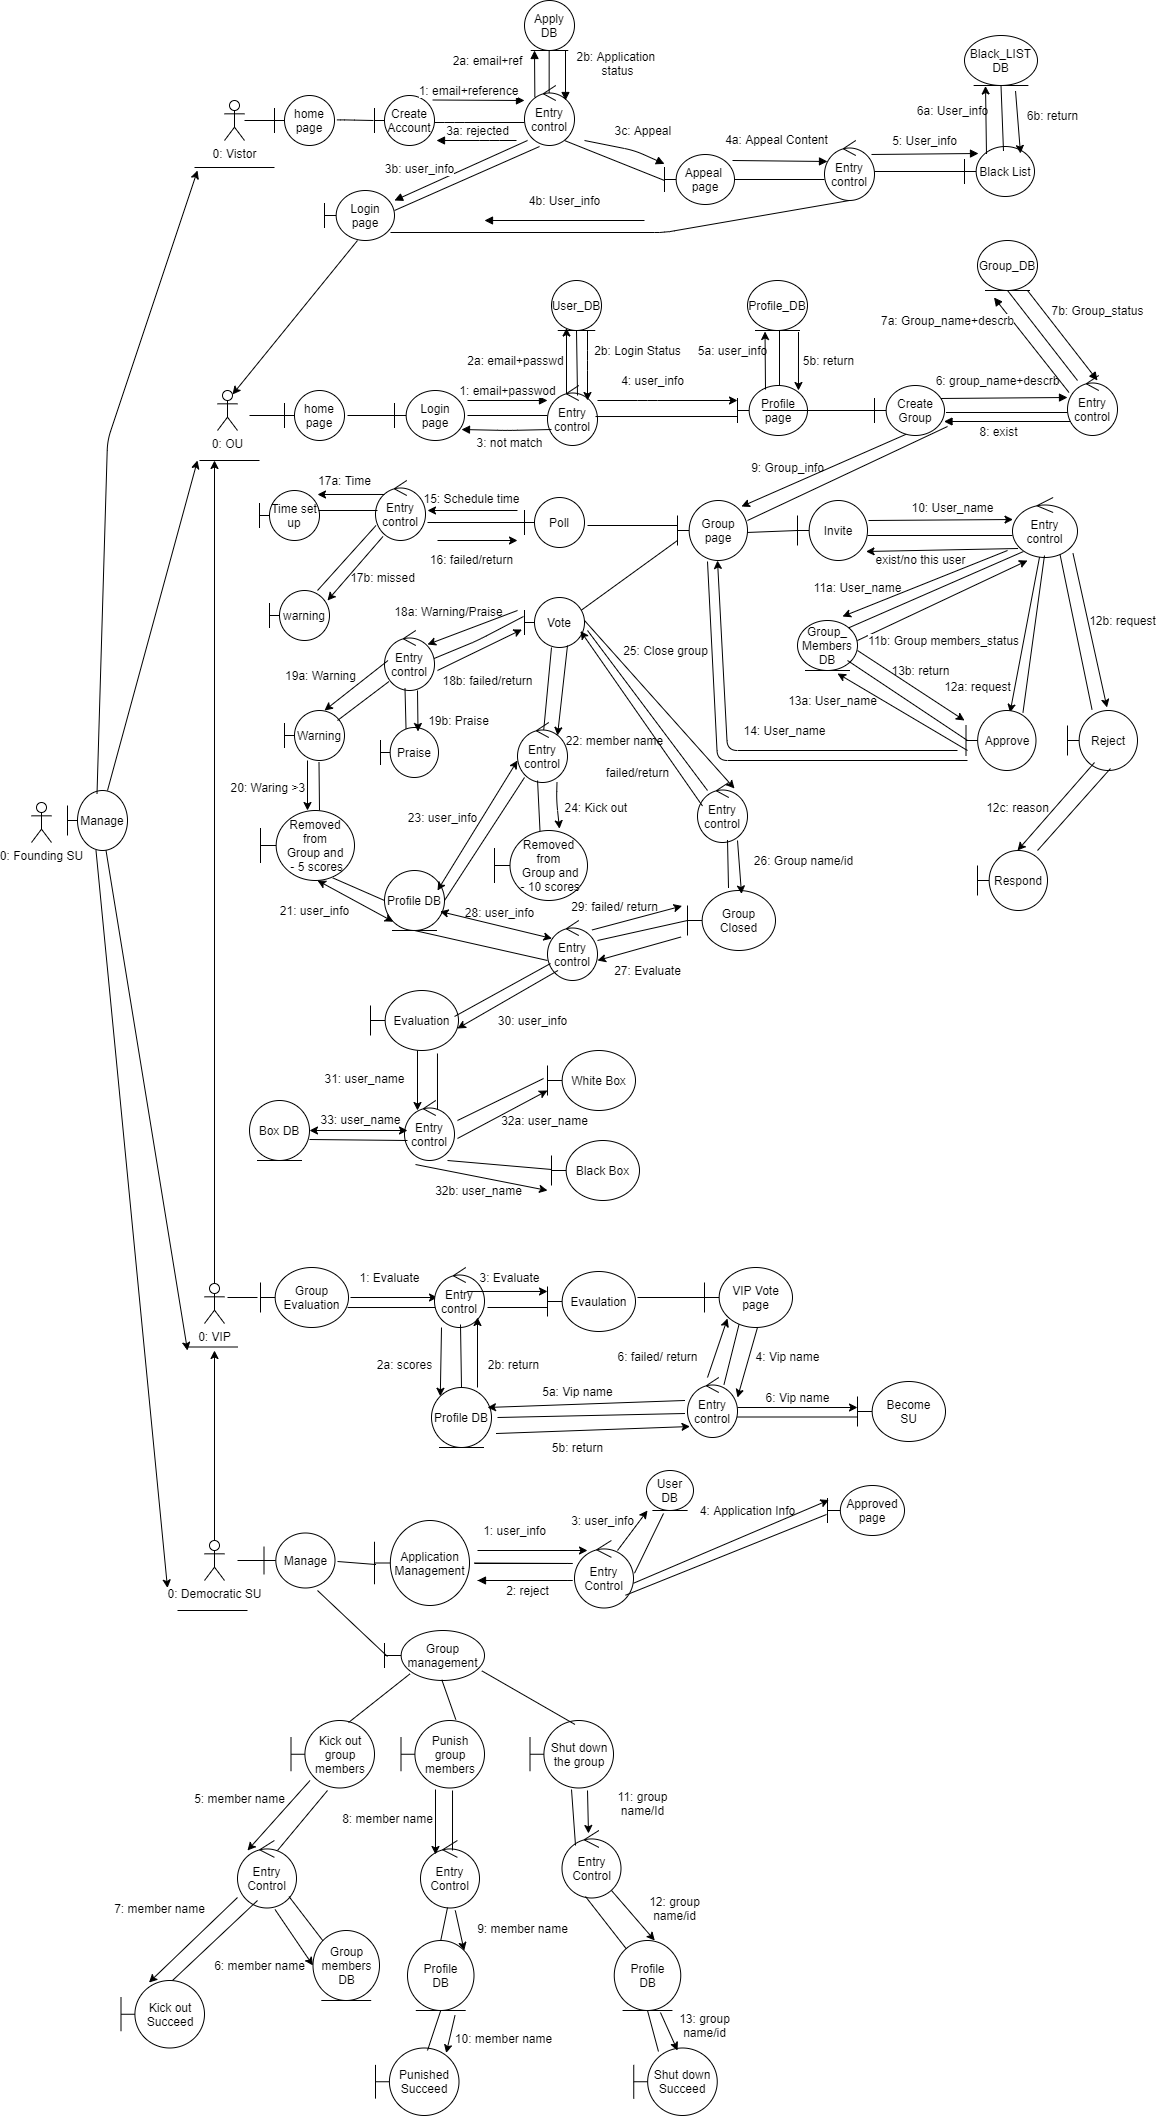 Apply
DB
2a: email+ref
2b: Application
status
Black_LIST
DB
1: email+reference
home
page
Create
Account
Entry
control
3a: rejected
3c: Appeal
4a: Appeal Content
5: User_info
6a: User_info
6b: return
0: Vistor
3b: user_info
Appeal
page
Entry
control
Black List
Login
page
4b: User_info
Group_DB
User_DB
Profile_DB
7a: Group_name+descrb
7b: Group_status
2a: email+passwd
2b: Login Status
5a: user_info
5b: return
1: email+passwod
4: user_info
6: group_name+descrb
0: OU
home
page
Login
page
Entry
control
Profile
page
Create
Group
Entry
control
3: not match
8: exist
9: Group_info
17a: Time
15: Schedule time
Time set
up
Entry
control
Poll
Group
page
Invite
10: User_name
Entry
control
16: failed/return
exist/no this user
17b: missed
11a: User_name
warning
18a: Warning/Praise
Vote
12b: request
Group_
Members
DB
11b: Group members_status
25: Close group
Entry
control
19a: Warning
18b: failed/return
13b: return
12a: request
13a: User_name
19b: Praise
Warning
Praise
22: member name
14: User_name
Approve
Reject
Entry
control
failed/return
20: Waring >3
24: Kick out
12c: reason
0: Founding SU
Manage
23: user_info
Entry
control
Removed
from
Group and
- 5 scores
Removed
from
Group and
- 10 scores
26: Group name/id
Respond
Profile DB
21: user_info
28: user_info
29: failed/ return
Group
Closed
Entry
control
27: Evaluate
Evaluation
30: user_info
31: user_name
White Box
33: user_name
32a: user_name
Box DB
Entry
control
Black Box
32b: user_name
Group
Evaluation
1: Evaluate
3: Evaluate
Entry
control
Evaulation
VIP Vote
page
0: VIP
2a: scores
2b: return
6: failed/ return
4: Vip name
5a: Vip name
6: Vip name
Profile DB
Entry
control
Become
SU
5b: return
User
DB
1: user_info
3: user_info
4: Application Info
Approved
page
Manage
Application
Management
Entry
Control
0: Democratic SU
2: reject
Group
management
Kick out
group
members
Punish
group
members
Shut down
the group
5: member name
8: member name
11: group
name/Id
Entry
Control
Entry
Control
Entry
Control
7: member name
12: group
name/id
9: member name
6: member name
Group
members
DB
Profile
DB
Profile
DB
Kick out
Succeed
10: member name
13: group
name/id
Punished
Succeed
Shut down
Succeed